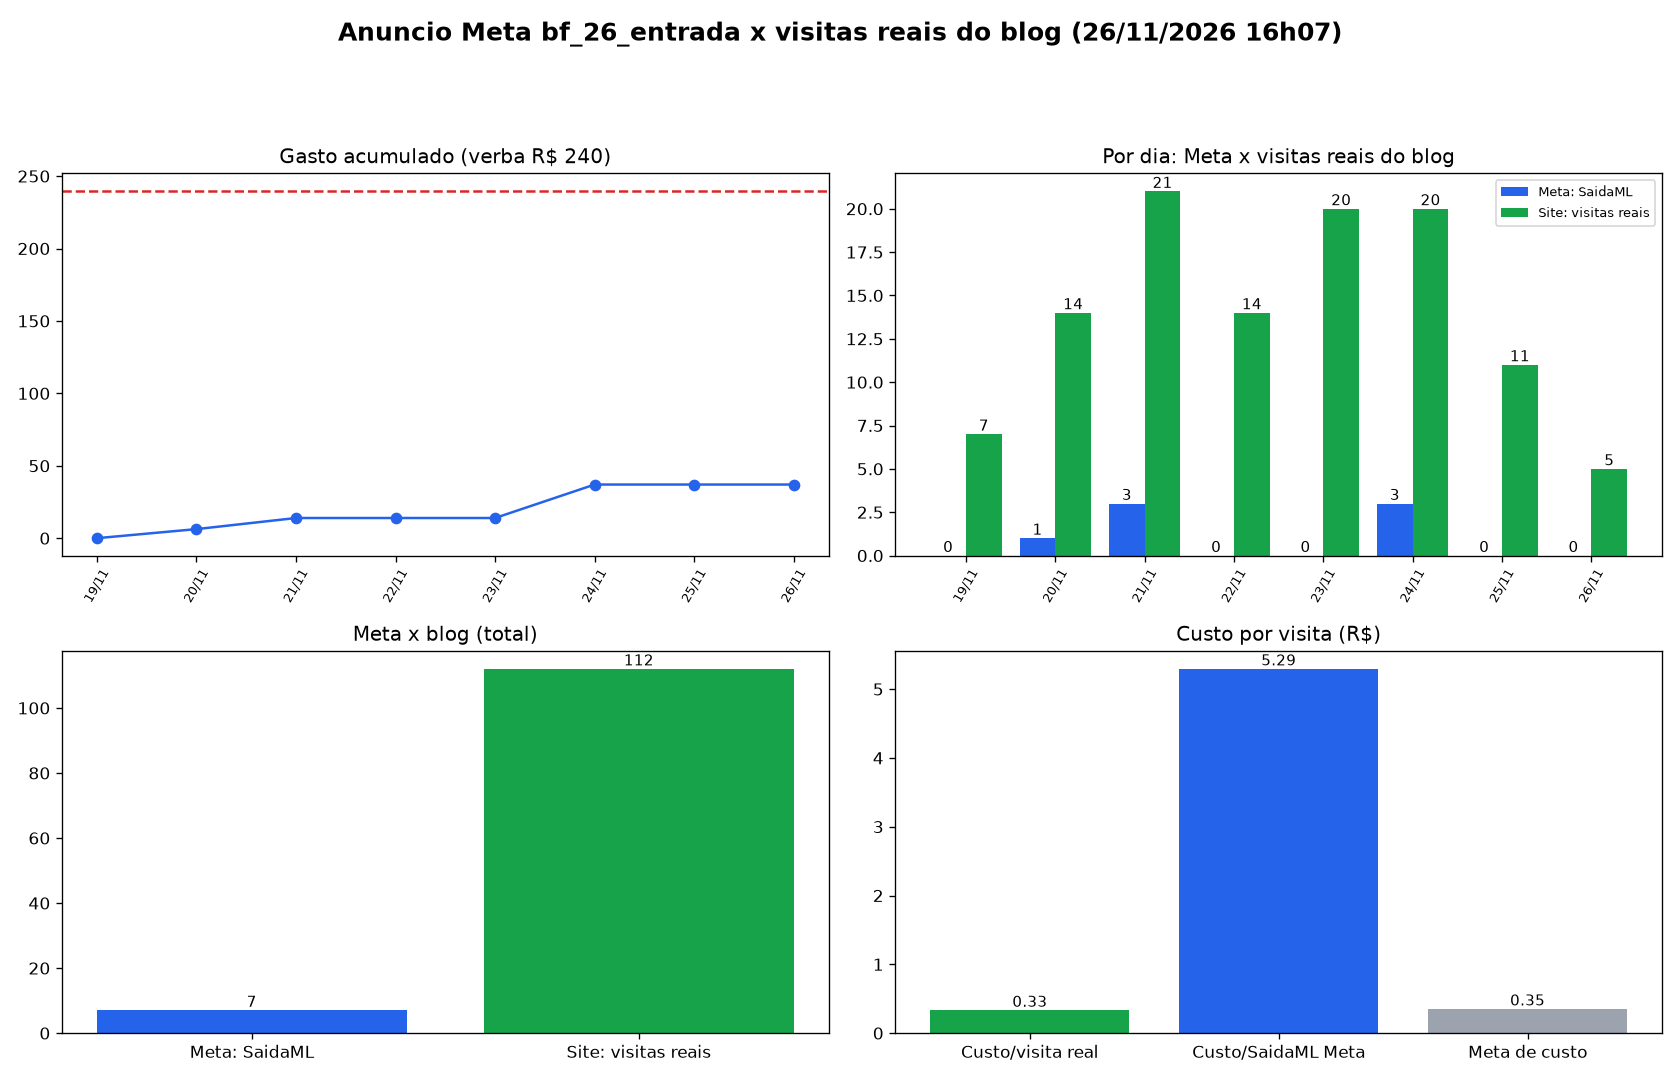 Anuncio Meta bf_26_entrada x visitas reais do blog (26/11/2026 16h07)
Gasto acumulado (verba R$ 240)
250
200
150
100
50
0
19/11 20/11 21/11 22/11 23/11 24/11 25/11 26/11
Por dia: Meta x visitas reais do blog
Meta: SaidaML
Site: visitas reais
20.0
17.5
15.0
12.5
10.0
7.5
5.0
2.5
0.0
0 7 1 14 3 21 0 14 0 20 3 20 0 11 0 5
19/11 20/11 21/11 22/11 23/11 24/11 25/11 26/11
Meta x blog (total)
100
80
60
40
20
0
7 112
Meta: SaidaML Site: visitas reais
Custo por visita (R$)
5
4
3
2
1
0
0.33 5.29 0.35
Custo/visita real Custo/SaidaML Meta Meta de custo